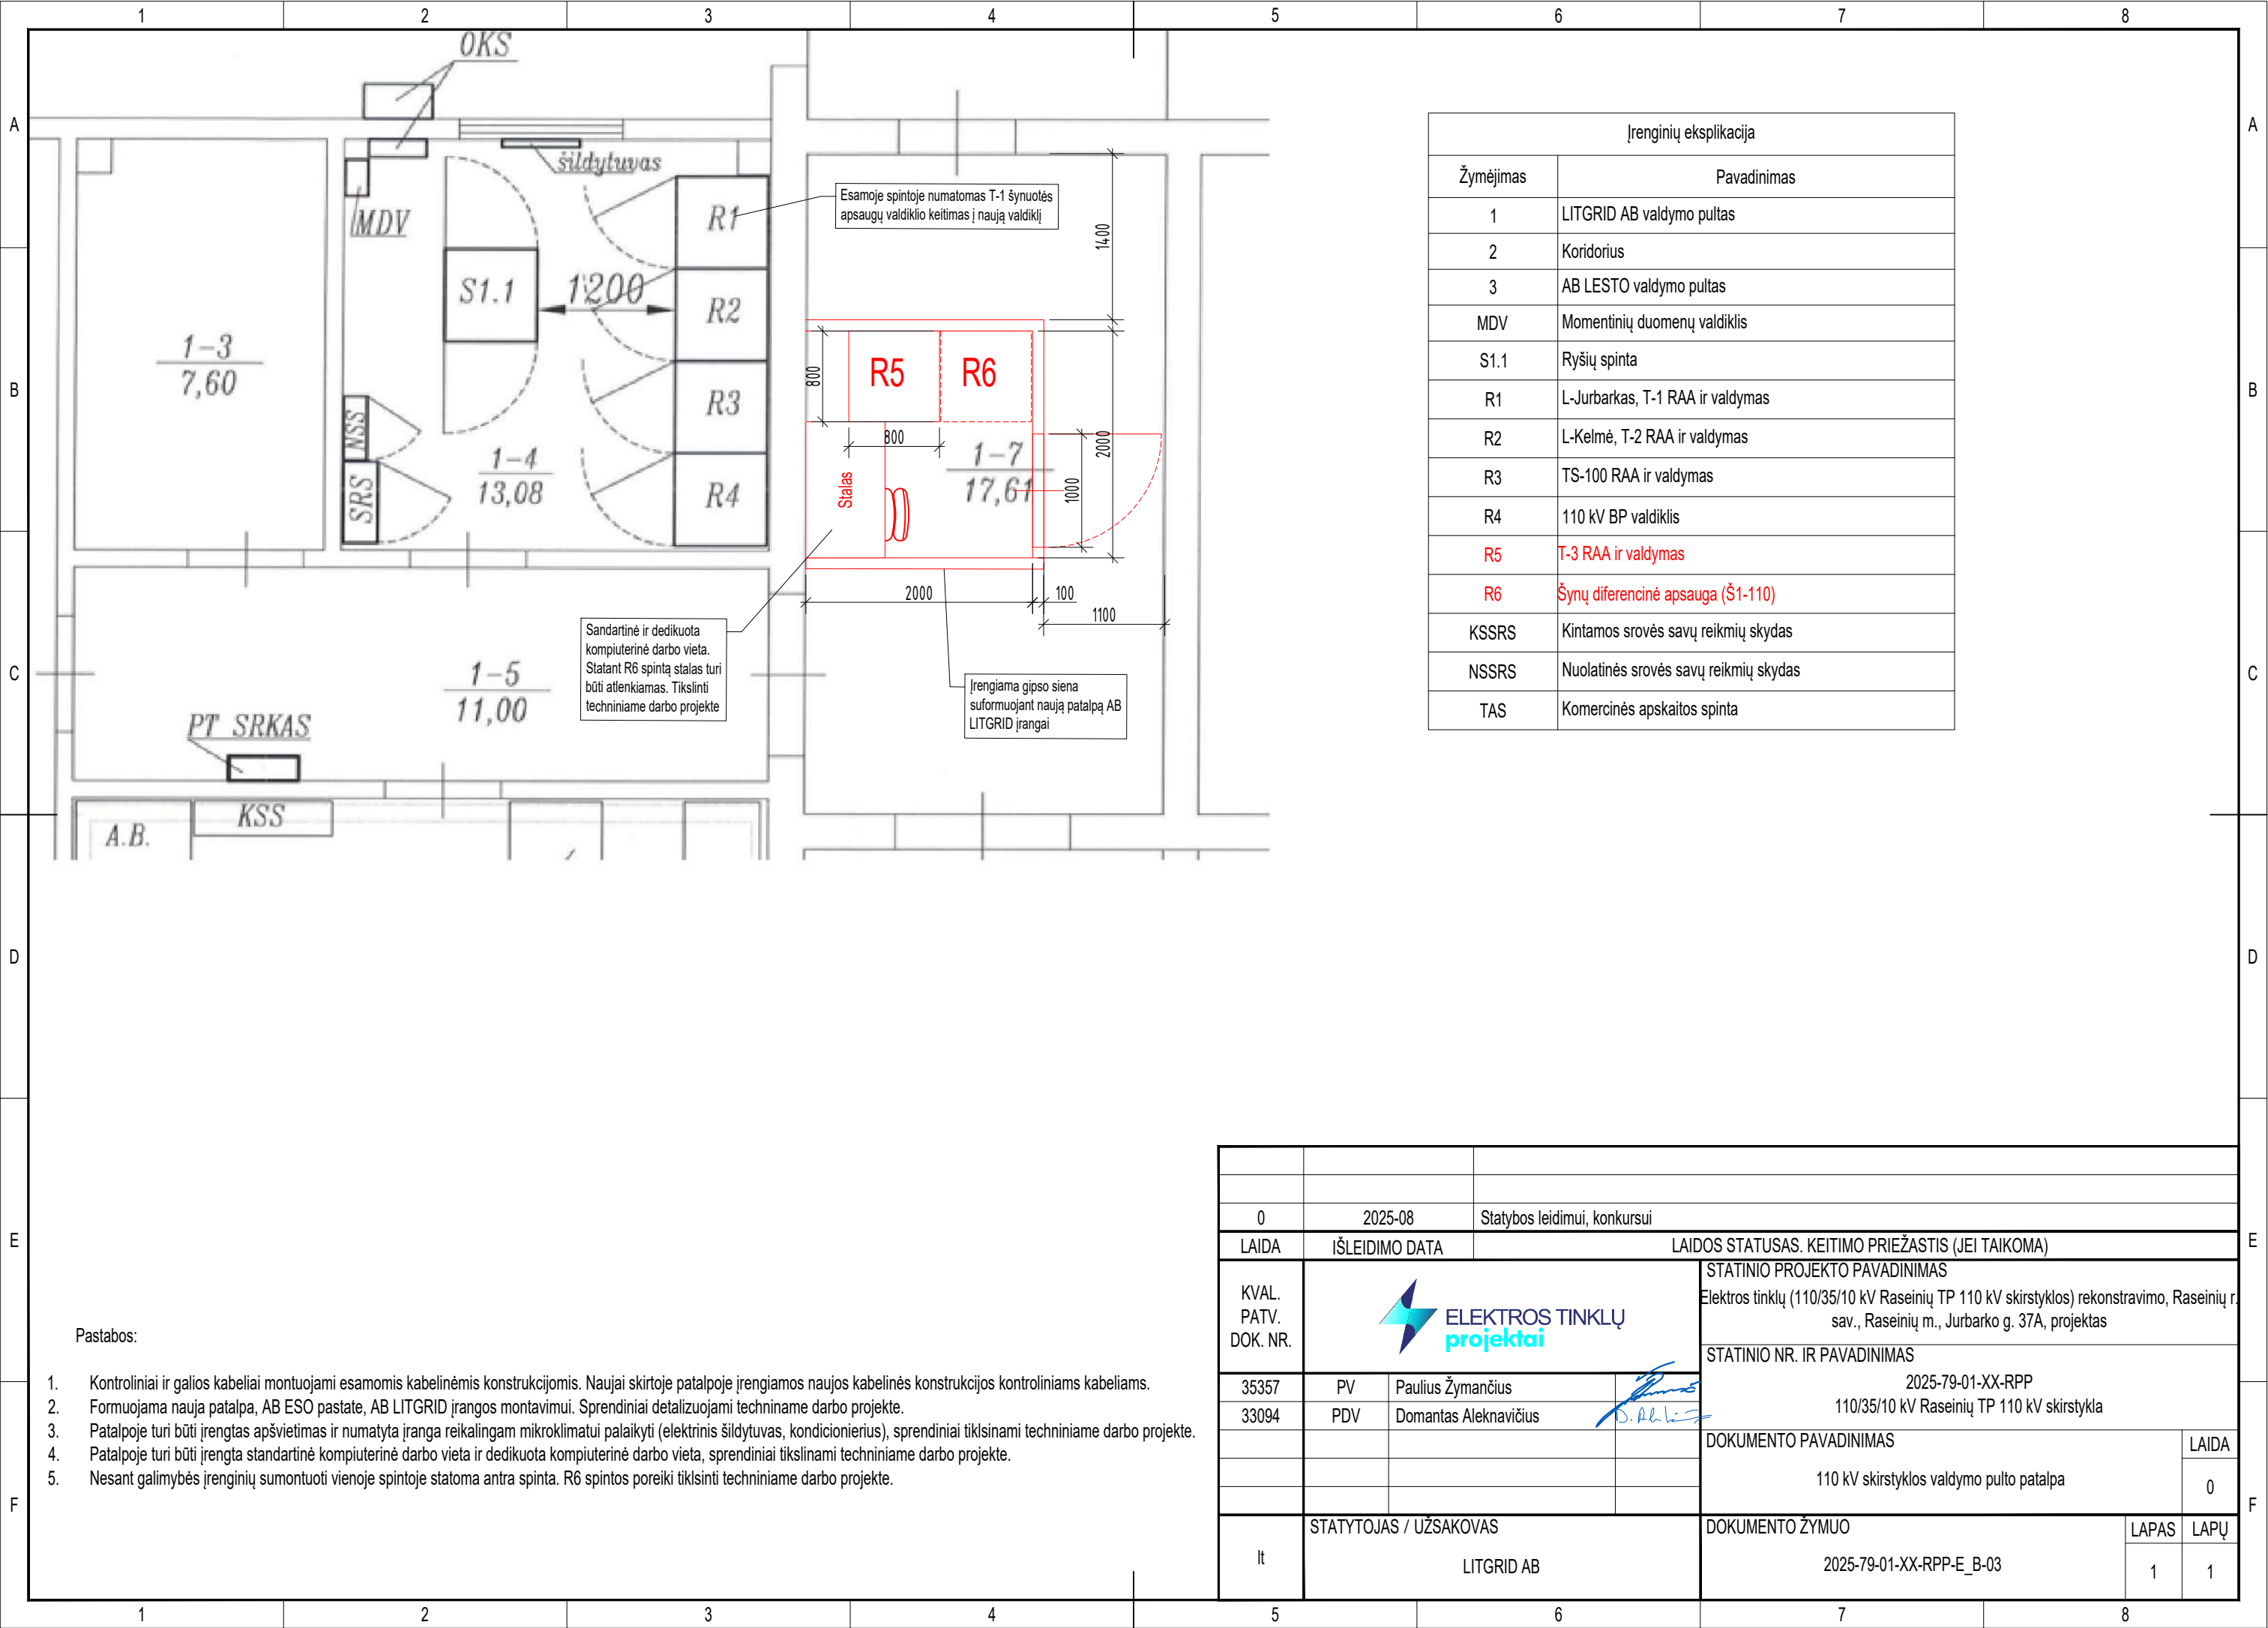 1 2 3 4 5 6 7 8
A
B
C
D
E
F
OKS
šildytuvas
MDV
S1.1
1200
R1
R2
R3
R4
1-3
7,60
1-4
13,08
NSS
SRS
1-5
11,00
PT SRKAS
KSS
A.B.
Esamoje spintoje numatomas T-1 šynuotės
apsaugų valdiklio keitimas į naują valdiklį
1400
R5
R6
800
800
2000
1000
1-7
17,61
Stalas
2000
100
1100
Sandartinė ir dedikuota
kompiuterinė darbo vieta.
Statant R6 spintą stalas turi
būti atlenkiamas. Tikslinti
techniniame darbo projekte
Įrengiama gipso siena
suformuojant naują patalpą AB
LITGRID įrangai
Įrenginių eksplikacija
Žymėjimas Pavadinimas
1 LITGRID AB valdymo pultas
2 Koridorius
3 AB LESTO valdymo pultas
MDV Momentinių duomenų valdiklis
S1.1 Ryšių spinta
R1 L-Jurbarkas, T-1 RAA ir valdymas
R2 L-Kelmė, T-2 RAA ir valdymas
R3 TS-100 RAA ir valdymas
R4 110 kV BP valdiklis
R5 T-3 RAA ir valdymas
R6 Šynų diferencinė apsauga (Š1-110)
KSSRS Kintamos srovės savų reikmių skydas
NSSRS Nuolatinės srovės savų reikmių skydas
TAS Komercinės apskaitos spinta
Pastabos:
1. Kontroliniai ir galios kabeliai montuojami esamomis kabelinėmis konstrukcijomis. Naujai skirtoje patalpoje įrengiamos naujos kabelinės konstrukcijos kontroliniams kabeliams.
2. Formuojama nauja patalpa, AB ESO pastate, AB LITGRID įrangos montavimui. Sprendiniai detalizuojami techniniame darbo projekte.
3. Patalpoje turi būti įrengtas apšvietimas ir numatyta įranga reikalingam mikroklimatui palaikyti (elektrinis šildytuvas, kondicionierius), sprendiniai tiklsinami techniniame darbo projekte.
4. Patalpoje turi būti įrengta standartinė kompiuterinė darbo vieta ir dedikuota kompiuterinė darbo vieta, sprendiniai tikslinami techniniame darbo projekte.
5. Nesant galimybės įrenginių sumontuoti vienoje spintoje statoma antra spinta. R6 spintos poreiki tiklsinti techniniame darbo projekte.
0 2025-08 Statybos leidimui, konkursui
LAIDA IŠLEIDIMO DATA LAIDOS STATUSAS. KEITIMO PRIEŽASTIS (JEI TAIKOMA)
KVAL.
PATV.
DOK. NR.
ELEKTROS TINKLŲ
projektai
STATINIO PROJEKTO PAVADINIMAS
Elektros tinklų (110/35/10 kV Raseinių TP 110 kV skirstyklos) rekonstravimo, Raseinių r.
sav., Raseinių m., Jurbarko g. 37A, projektas
STATINIO NR. IR PAVADINIMAS
2025-79-01-XX-RPP
110/35/10 kV Raseinių TP 110 kV skirstykla
35357 PV Paulius Žymančius
33094 PDV Domantas Aleknavičius
DOKUMENTO PAVADINIMAS LAIDA
110 kV skirstyklos valdymo pulto patalpa 0
lt
STATYTOJAS / UŽSAKOVAS
LITGRID AB
DOKUMENTO ŽYMUO LAPAS LAPŲ
2025-79-01-XX-RPP-E_B-03 1 1
A
B
C
D
E
F
1 2 3 4 5 6 7 8